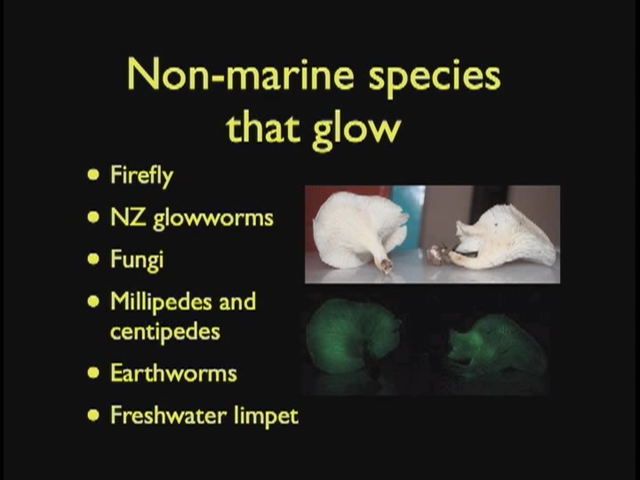 Non-marine species
that glow
• Firefly
• NZ glowworms
• Fungi
• Millipedes and
centipedes
• Earthworms
• Freshwater limpet